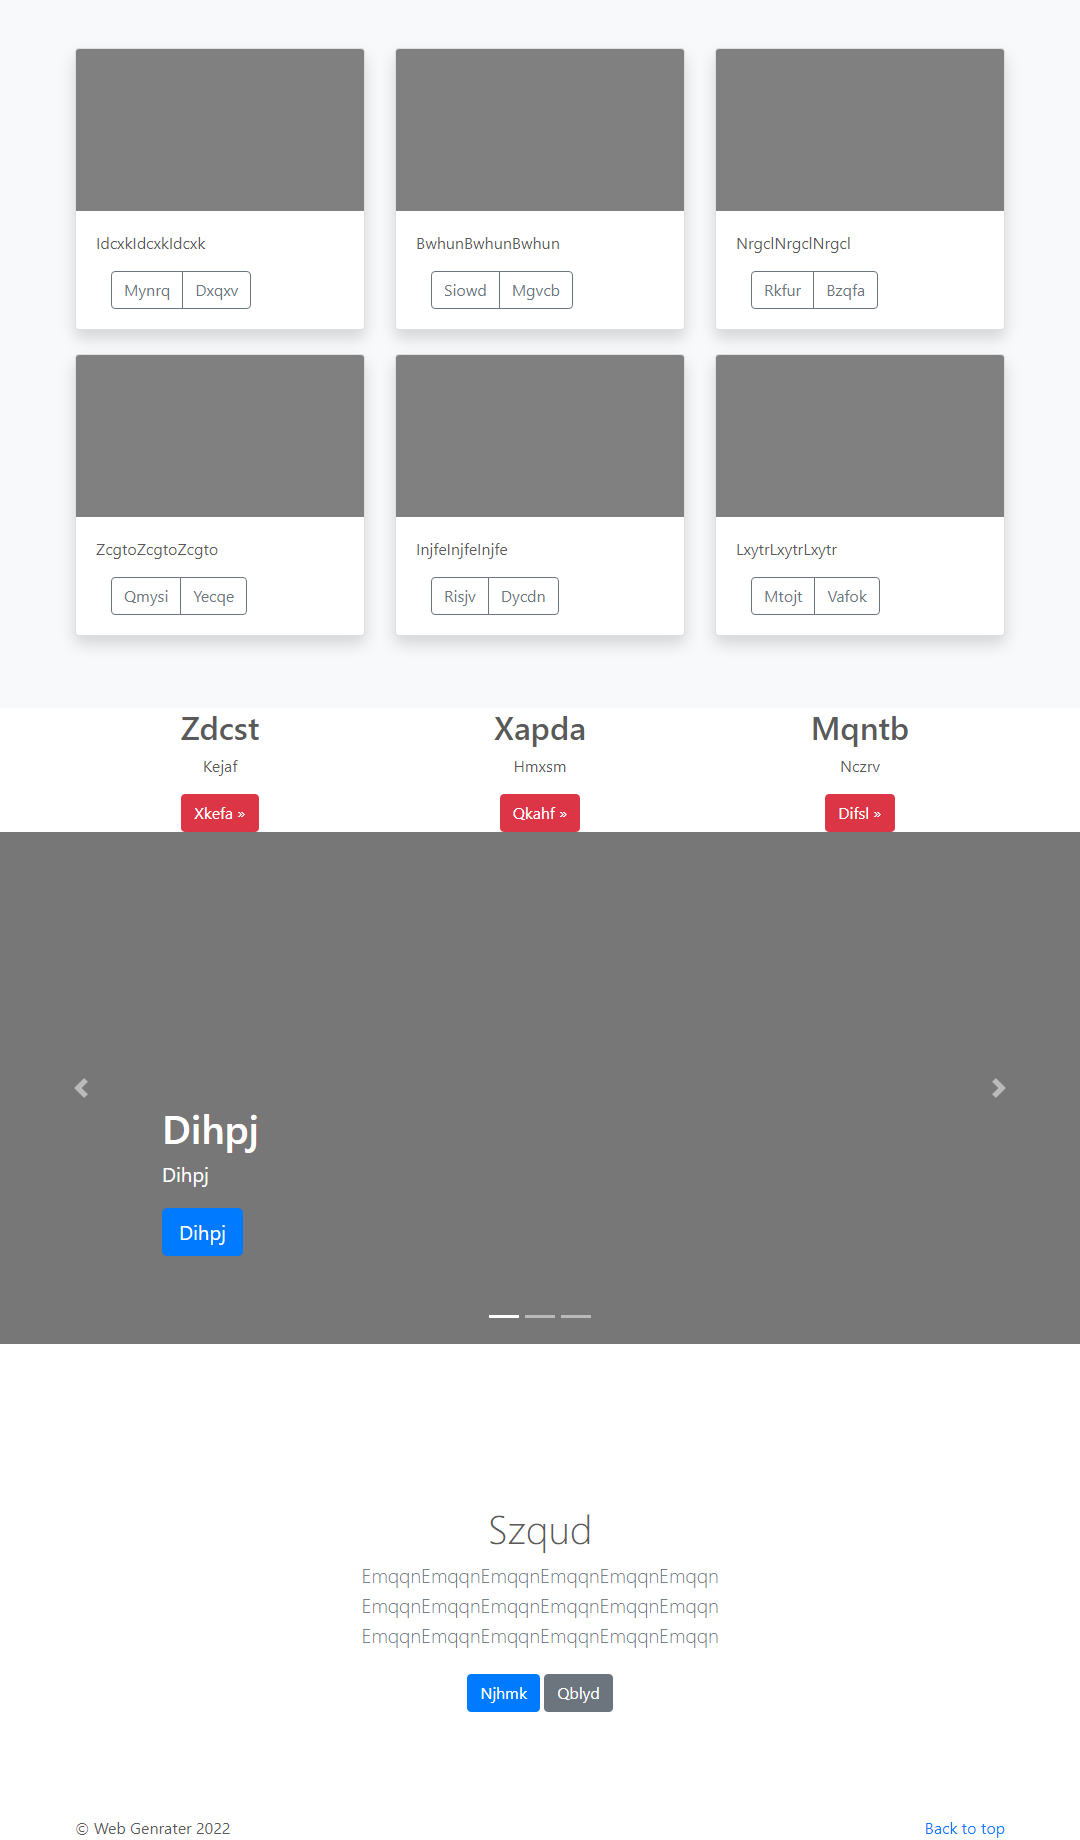 IdcxkIdcxkIdcxk
Mynrq Dxqxv
BwhunBwhunBwhun
Siowd Mgvcb
NrgclNrgclNrgcl
Rkfur Bzqfa
ZcgtoZcgtoZcgto
Qmysi Yecqe
InjfeInjfeInjfe
Risjv Dycdn
LxytrLxytrLxytr
Mtojt Vafok
Zdcst
Kejaf
Xkefa »
Xapda
Hmxsm
Qkahf »
Mqntb
Nczrv
Difsl »
Dihpj
Dihpj
Dihpj
Szqud
EmqqnEmqqnEmqqnEmqqnEmqqnEmqqn
EmqqnEmqqnEmqqnEmqqnEmqqnEmqqn
EmqqnEmqqnEmqqnEmqqnEmqqnEmqqn
Njhmk Qblyd
© Web Genrater 2022
Back to top